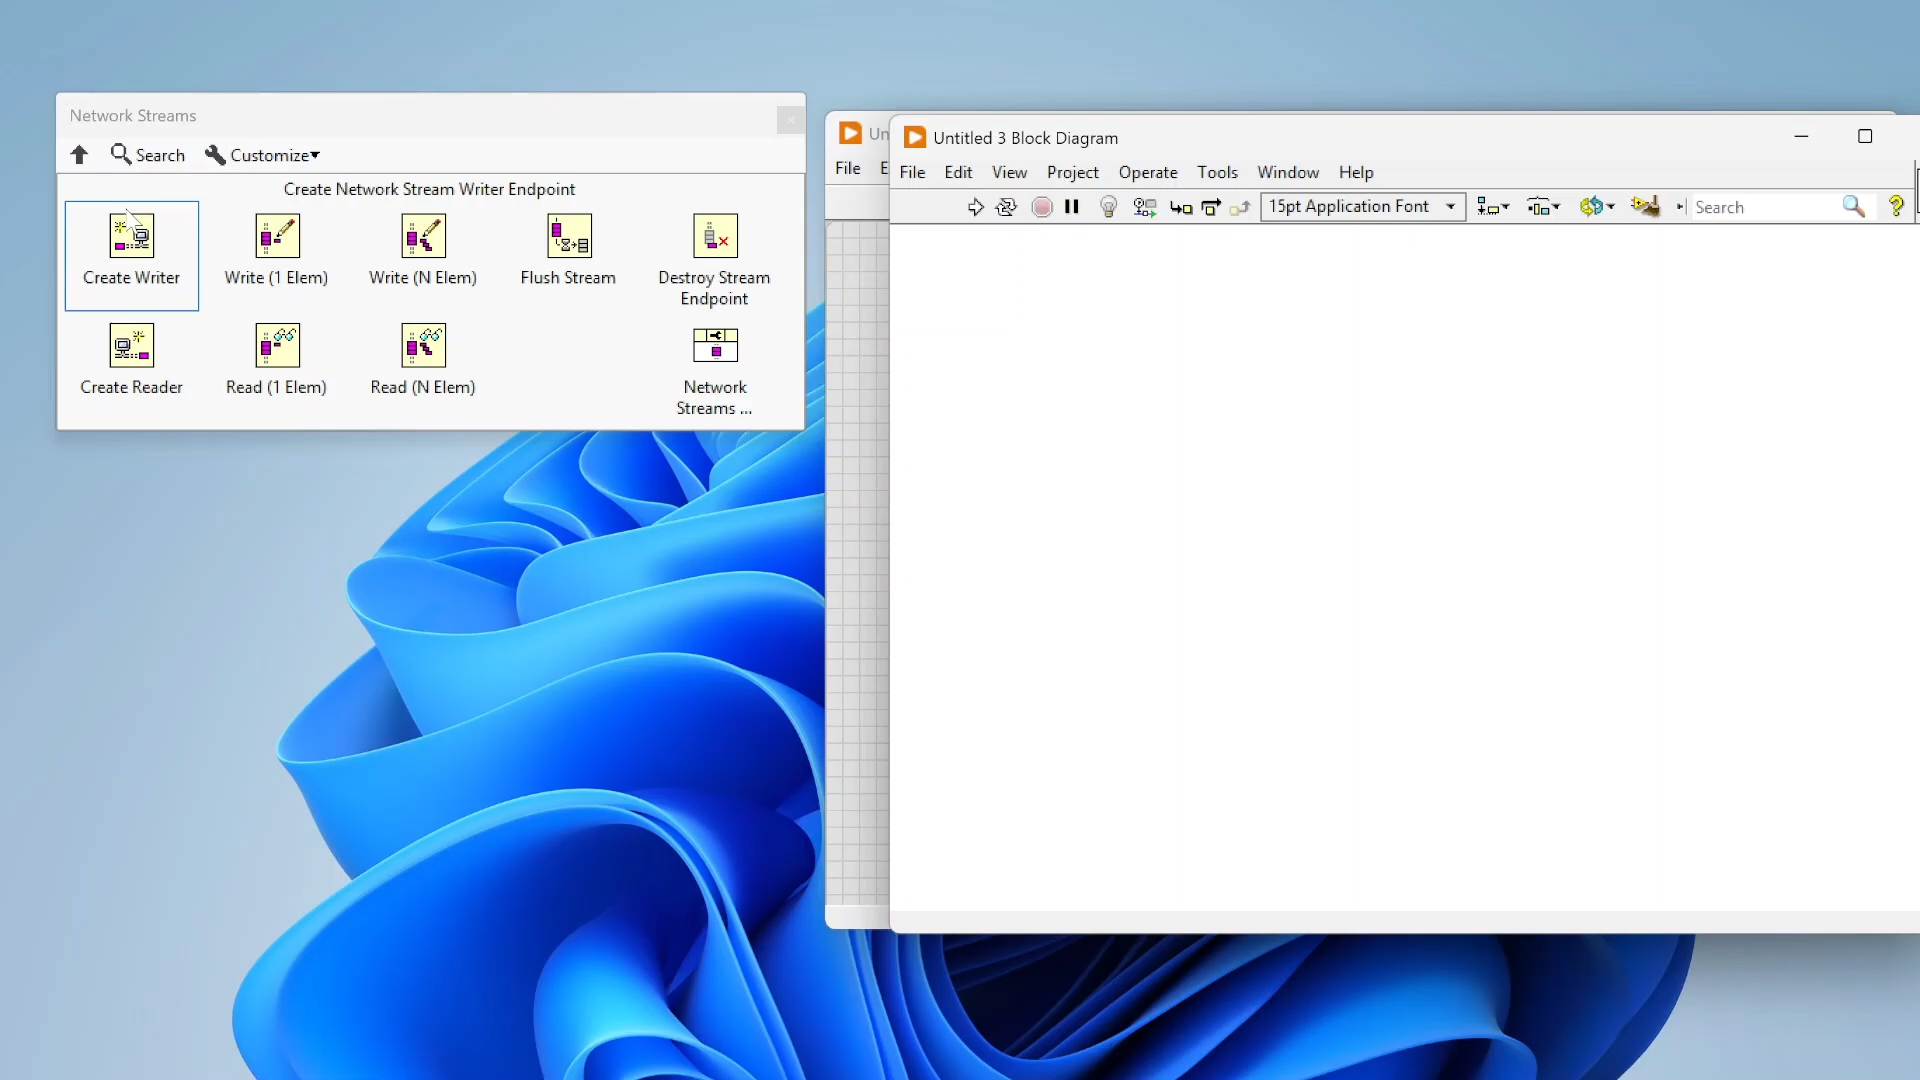 Network Streams
Search Customize
Create Network Stream Writer Endpoint
Create Writer
Write (1 Elem)
Write (N Elem)
Flush Stream
Destroy Stream
Endpoint
Create Reader
Read (1 Elem)
Read (N Elem)
Network
Streams ...
Un
File E
Untitled 3 Block Diagram
File Edit View Project Operate Tools Window Help
15pt Application Font
Search
?